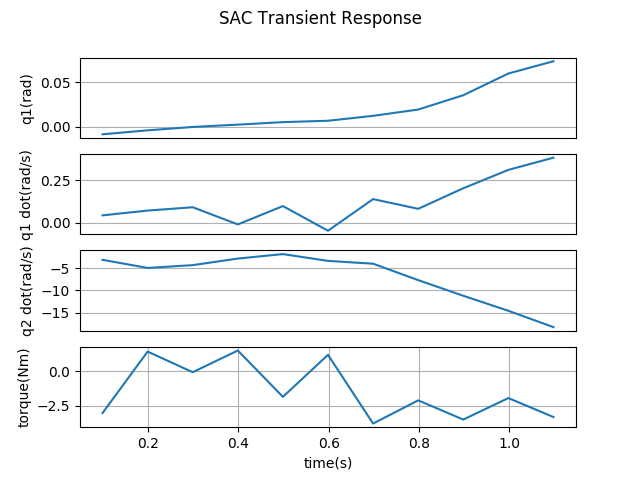 SAC Transient Response
q1(rad)
0.05
0.00
q1 dot(rad/s)
0.25
0.00
q2 dot(rad/s)
−5
−10
−15
torque(Nm)
0.0
−2.5
0.2 0.4 0.6 0.8 1.0
time(s)